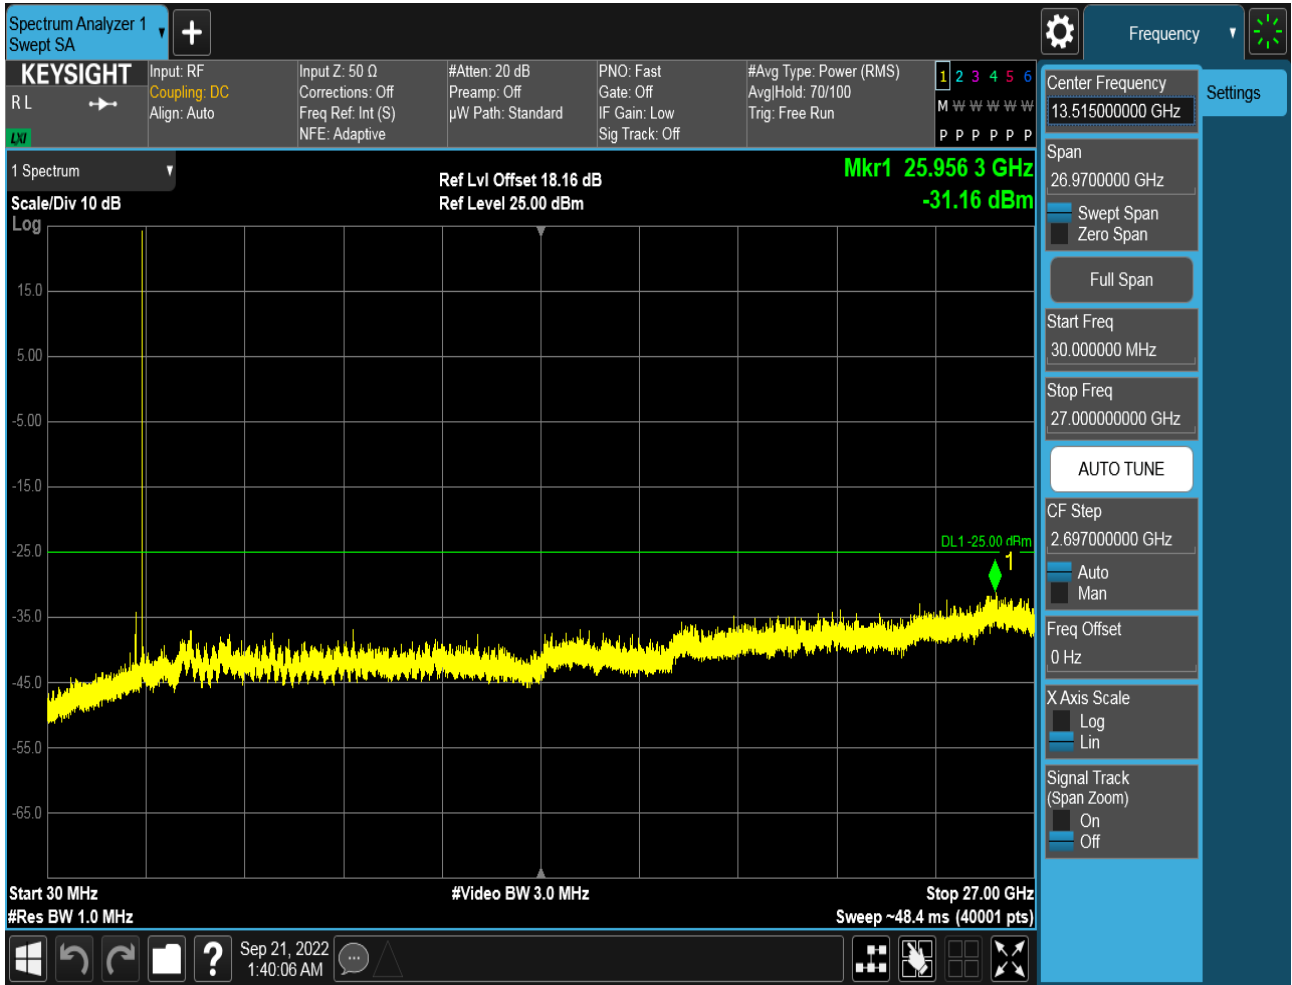 Spectrum Analyzer 1
Swept SA
Frequency
KEYSIGHT
R L
LXI
Input: RF
Coupling: DC
Align: Auto
Input Z: 50 Ω
Corrections: Off
Freq Ref: Int (S)
NFE: Adaptive
#Atten: 20 dB
Preamp: Off
µW Path: Standard
PNO: Fast
Gate: Off
IF Gain: Low
Sig Track: Off
#Avg Type: Power (RMS)
Avg|Hold: 70/100
Trig: Free Run
1 2 3 4 5 6
M W W W W W
P P P P P P
1 Spectrum
Scale/Div 10 dB
Log
Ref Lvl Offset 18.16 dB
Ref Level 25.00 dBm
Mkr1 25.956 3 GHz
-31.16 dBm
15.0
5.00
-5.00
-15.0
-25.0
-35.0
-45.0
-55.0
-65.0
DL1 -25.00 dBm
1
Start 30 MHz
#Res BW 1.0 MHz
#Video BW 3.0 MHz
Stop 27.00 GHz
Sweep ~48.4 ms (40001 pts)
Center Frequency
13.515000000 GHz
Span
26.9700000 GHz
Swept Span
Zero Span
Full Span
Start Freq
30.000000 MHz
Stop Freq
27.000000000 GHz
AUTO TUNE
CF Step
2.697000000 GHz
Auto
Man
Freq Offset
0 Hz
X Axis Scale
Log
Lin
Signal Track
(Span Zoom)
On
Off
Settings
?
Sep 21, 2022
1:40:06 AM